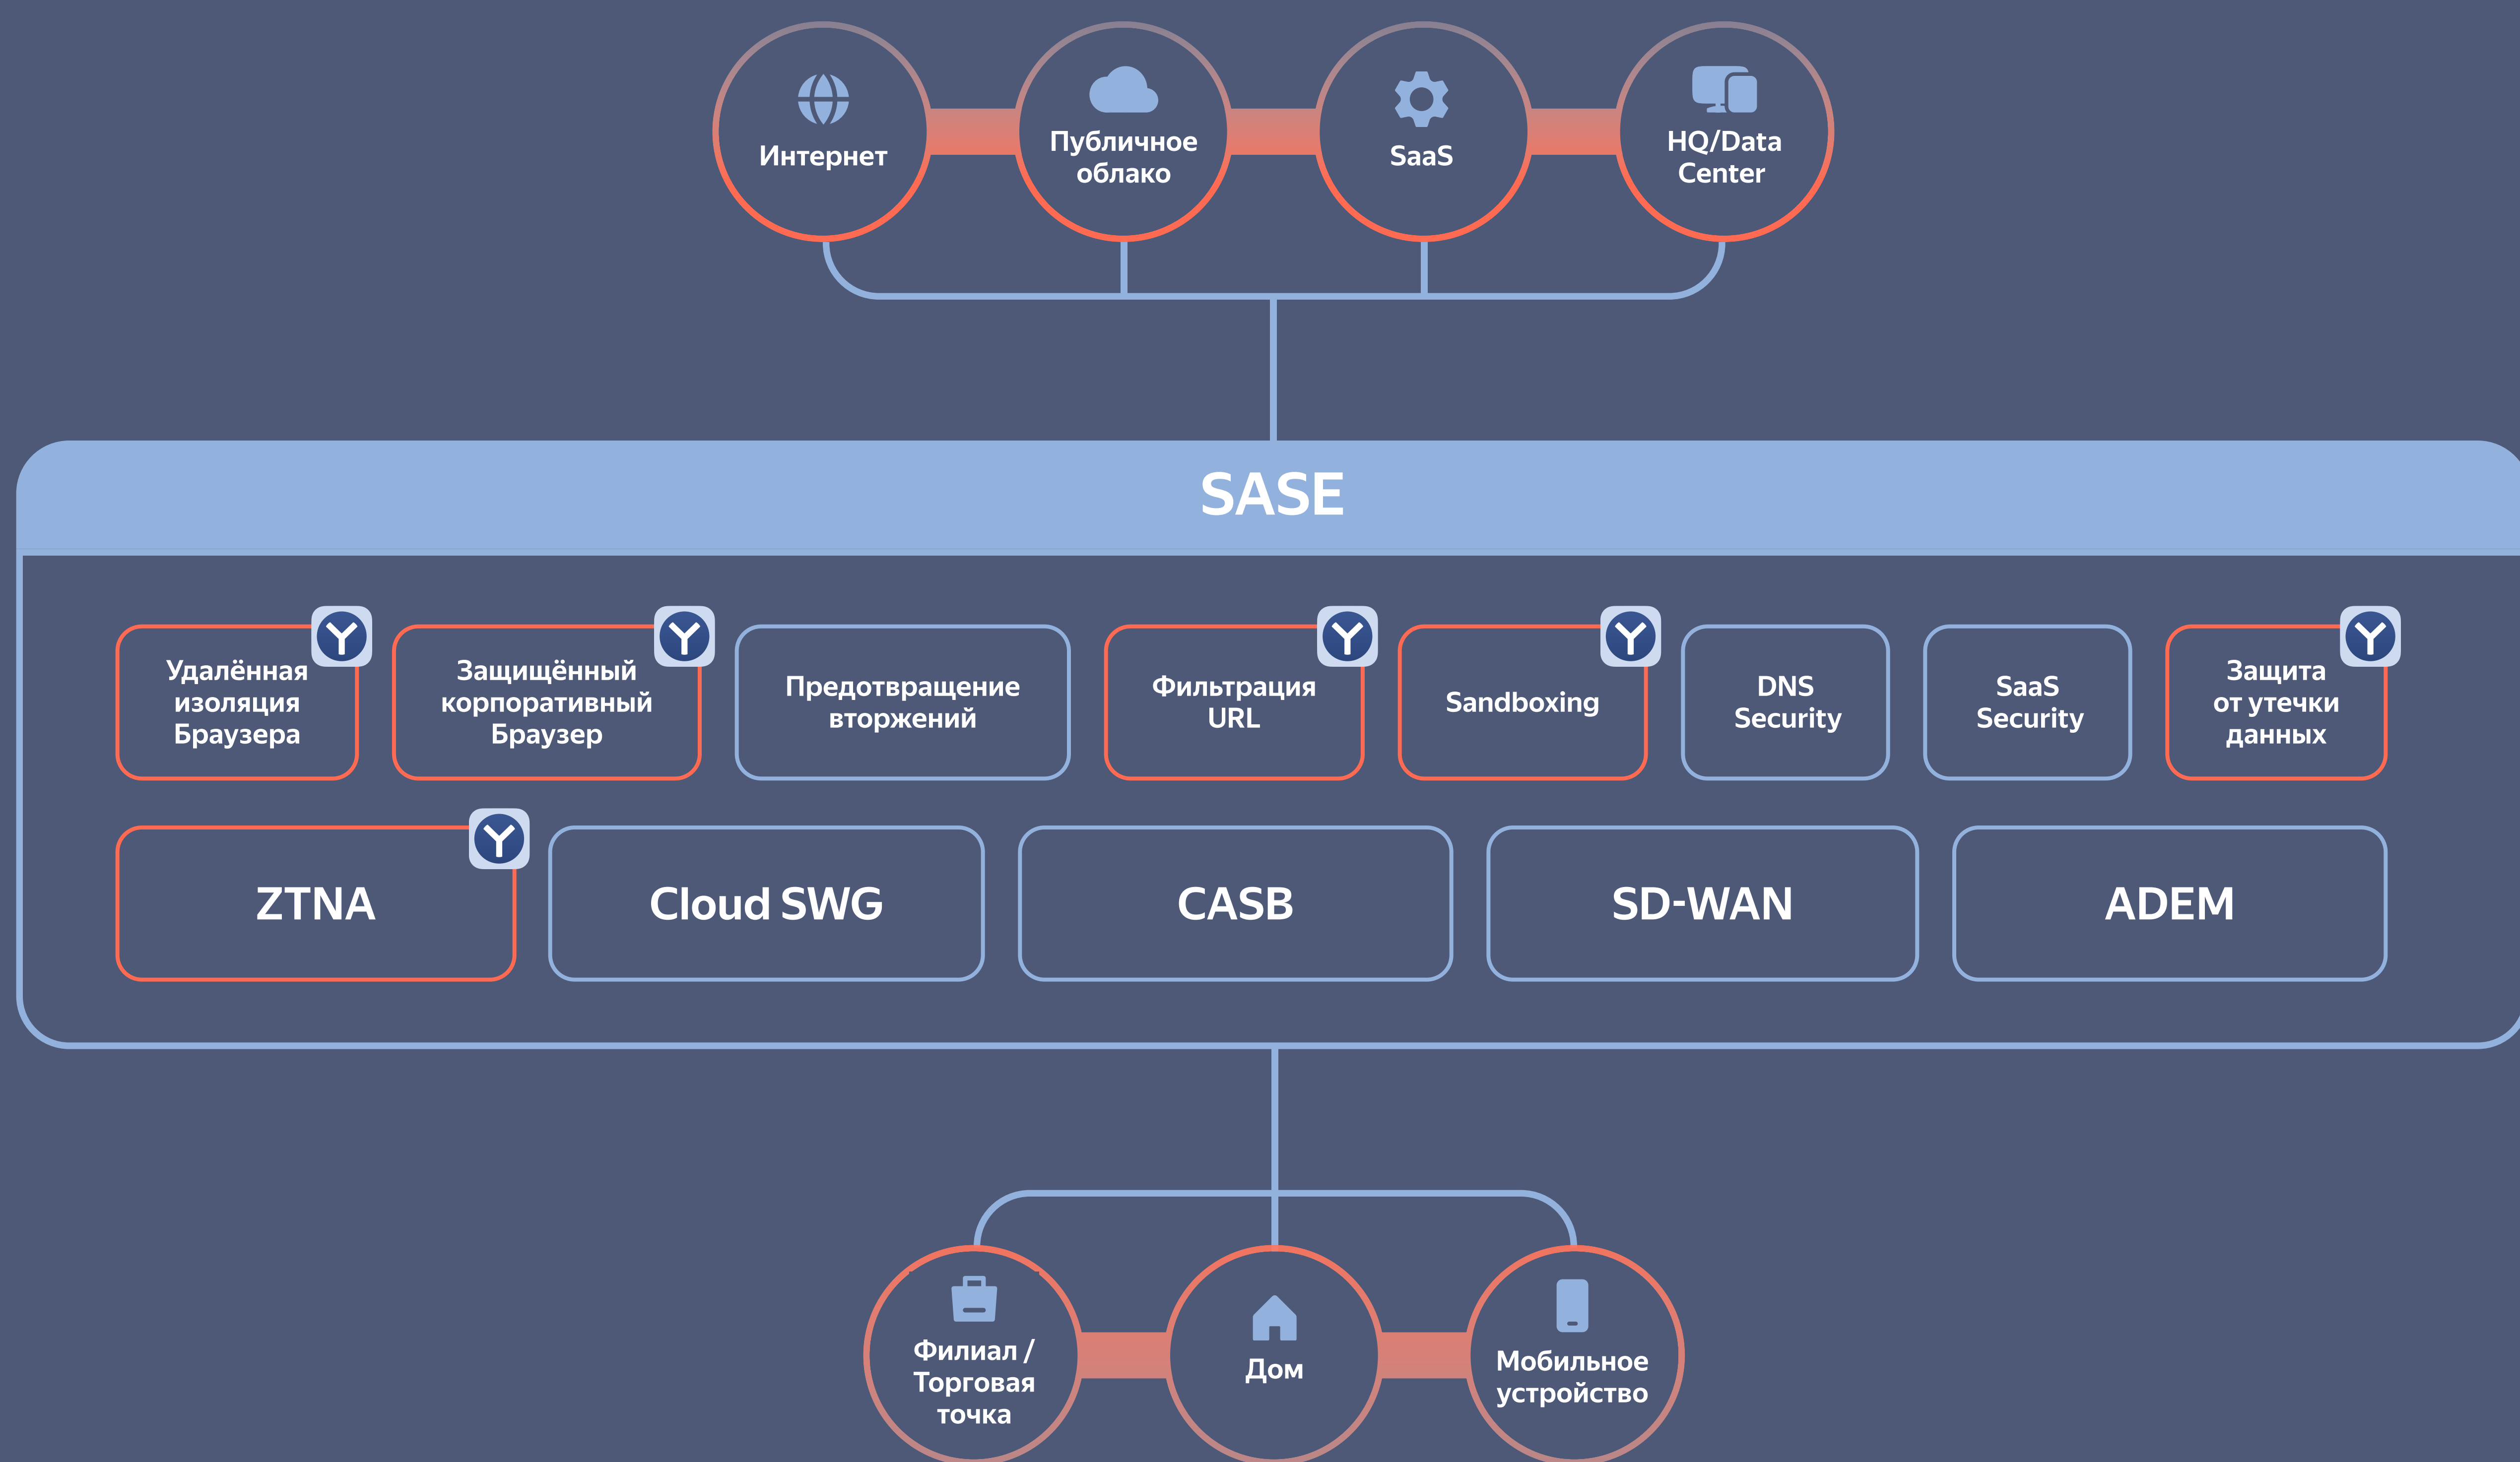 Интернет
Публичное
облако
SaaS
HQ/Data
Center
SASE
Удалённая
изоляция
Браузера
Защищённый
корпоративный
Браузер
Предотвращение
вторжений
Фильтрация
URL
Sandboxing
DNS
Security
SaaS
Security
Защита
от утечки
данных
ZTNA
Cloud SWG
CASB
SD-WAN
ADEM
Филиал /
Торговая
точка
Дом
Мобильное
устройство